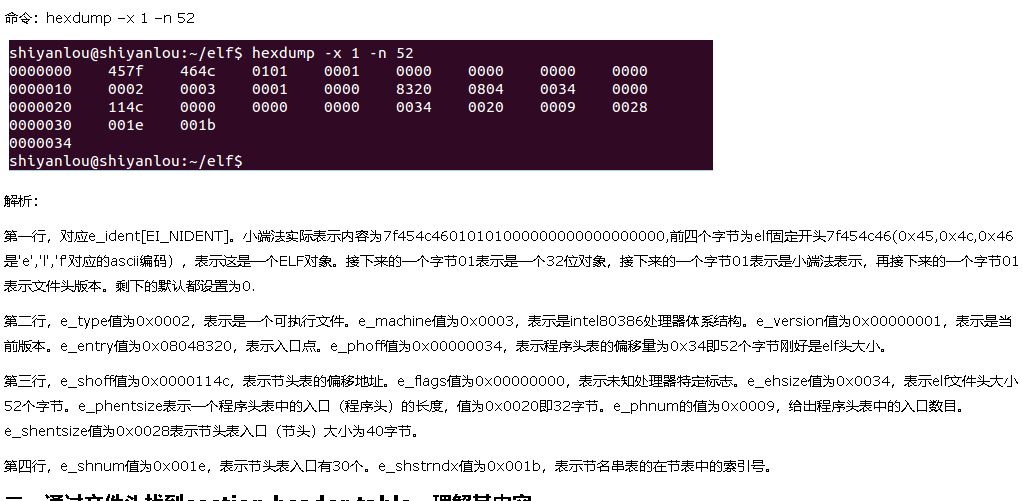 命令：hexdump –x 1 –n 52
shiyanlou@shiyanlou:~/elf$ hexdump -x 1 -n 52
0000000 457f 464c 0101 0001 0000 0000 0000 0000
0000010 0002 0003 0001 0000 8320 0804 0034 0000
0000020 114c 0000 0000 0000 0034 0020 0009 0028
0000030 001e 001b
0000034
shiyanlou@shiyanlou:~/elf$
解析：
第一行，对应e_ident[EI_NIDENT]。小端法实际表示内容为7f454c46010101000000000000000000,前四个字节为elf固定开头7f454c46(0x45,0x4c,0x46
是'e','l','f'对应的ascii编码），表示这是一个ELF对象。接下来的一个字节01表示是一个32位对象，接下来的一个字节01表示是小端法表示，再接下来的一个字节01
表示文件头版本。剩下的默认都设置为0.
第二行，e_type值为0x0002，表示是一个可执行文件。e_machine值为0x0003，表示是intel80386处理器体系结构。e_version值为0x00000001，表示是当
前版本。e_entry值为0x08048320，表示入口点。e_phoff值为0x00000034，表示程序头表的偏移量为0x34即52个字节刚好是elf头大小。
第三行，e_shoff值为0x0000114c，表示节头表的偏移地址。e_flags值为0x00000000，表示未知处理器特定标志。e_ehsize值为0x0034，表示elf文件头大小
52个字节。e_phentsize表示一个程序头表中的入口（程序头）的长度，值为0x0020即32字节。e_phnum的值为0x0009，给出程序头表中的入口数目。
e_shentsize值为0x0028表示节头表入口（节头）大小为40字节。
第四行，e_shnum值为0x001e，表示节头表入口有30个。e_shstrndx值为0x001b，表示节名串表的在节表中的索引号。
二、通过文件头找到section header table，理解其内容